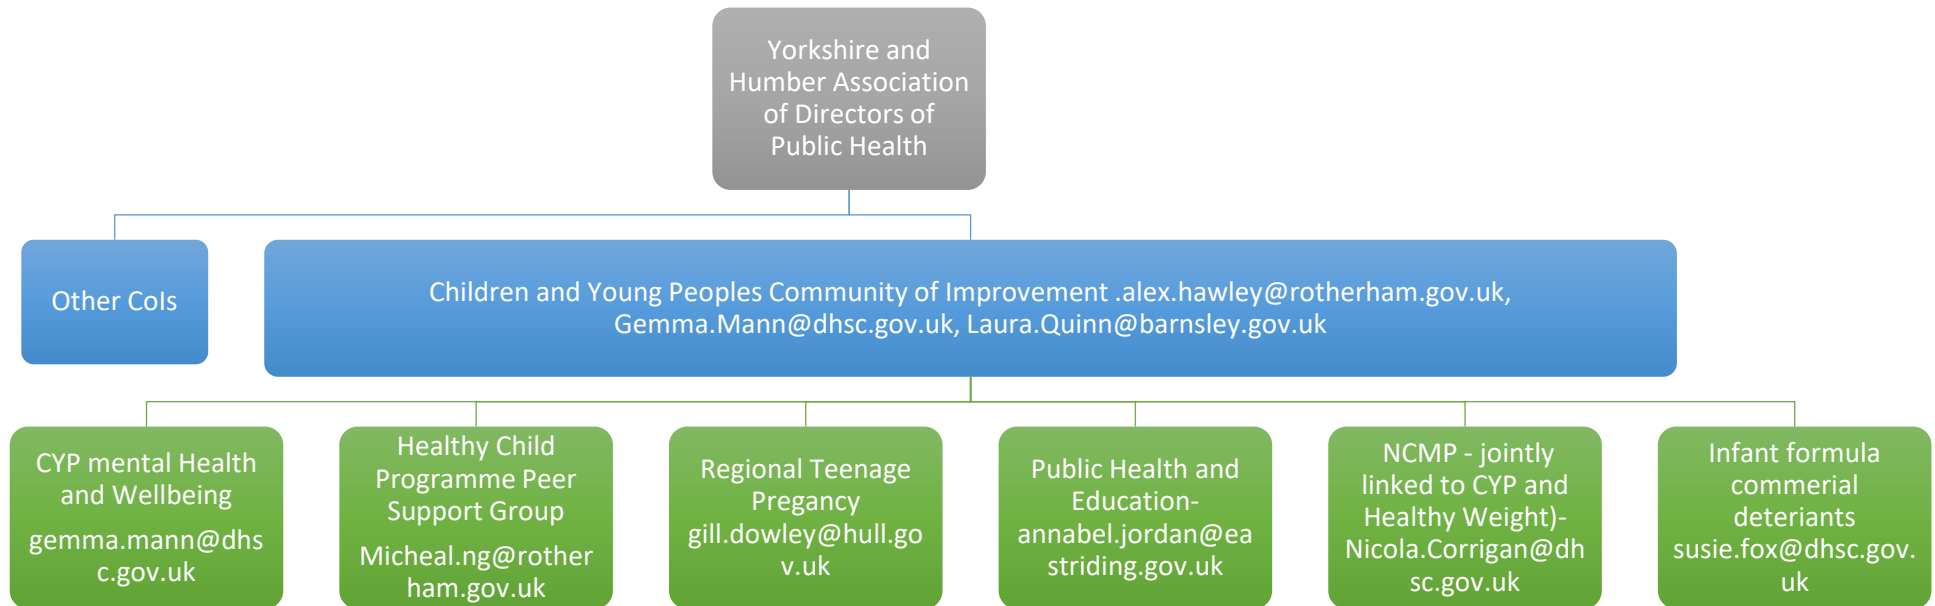 Yorkshire and
Humber Association
of Directors of
Public Health
Other CoIs
Children and Young Peoples Community of Improvement .alex.hawley@rotherham.gov.uk,
Gemma.Mann@dhsc.gov.uk, Laura.Quinn@barnsley.gov.uk
CYP mental Health
and Wellbeing
gemma.mann@dhs
c.gov.uk
Healthy Child
Programme Peer
Support Group
Micheal.ng@rother
ham.gov.uk
Regional Teenage
Pregancy
gill.dowley@hull.go
v.uk
Public Health and
Education-
annabel.jordan@ea
striding.gov.uk
NCMP - jointly
linked to CYP and
Healthy Weight)-
Nicola.Corrigan@dh
sc.gov.uk
Infant formula
commerial
deteriants
susie.fox@dhsc.gov.
uk